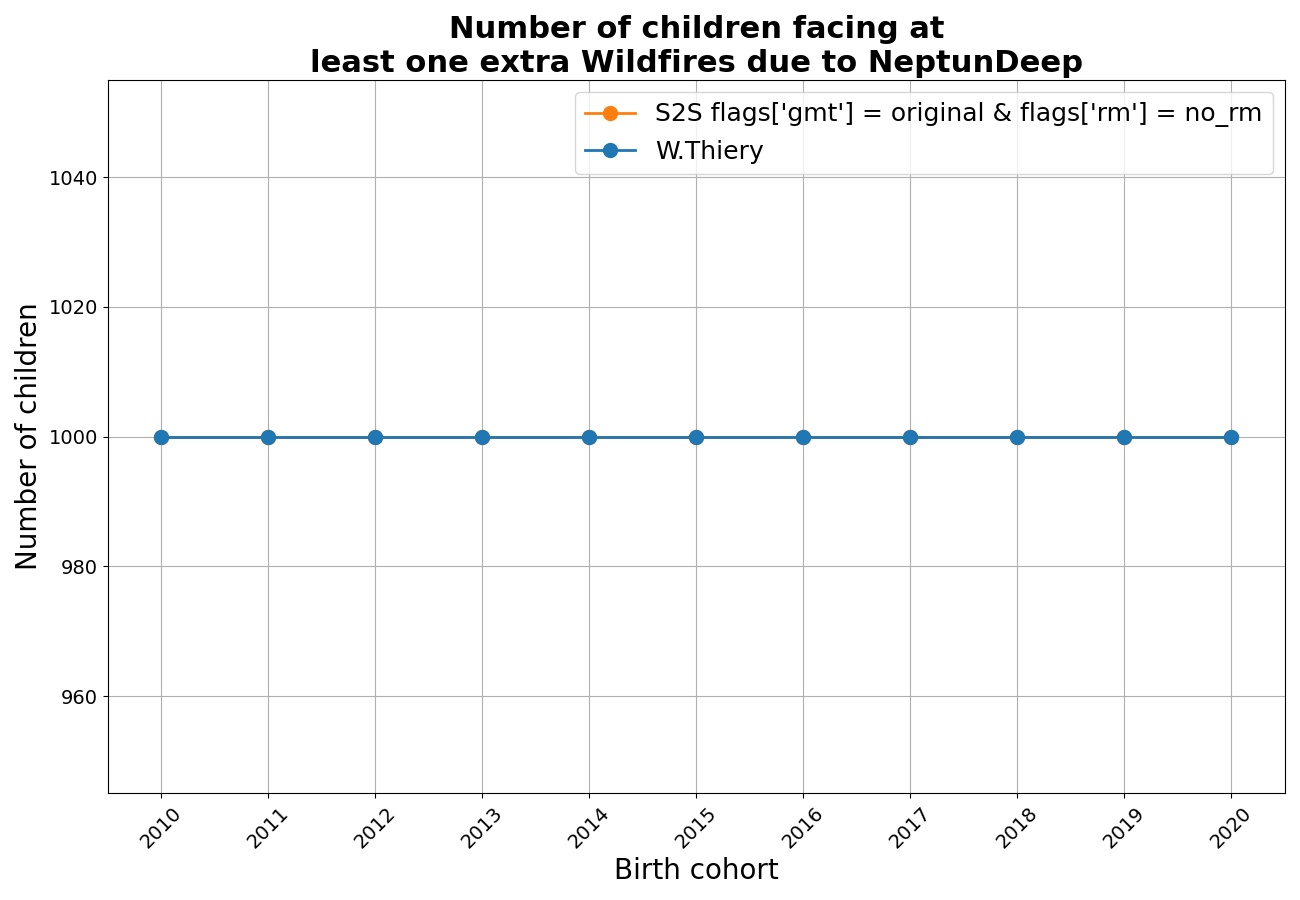 Number of children facing at
least one extra Wildfires due to NeptunDeep
S2S flags['gmt'] = original & flags['rm'] = no_rm
W.Thiery
Number of children
1040
1020
1000
980
960
2010 2011 2012 2013 2014 2015 2016 2017 2018 2019 2020
Birth cohort